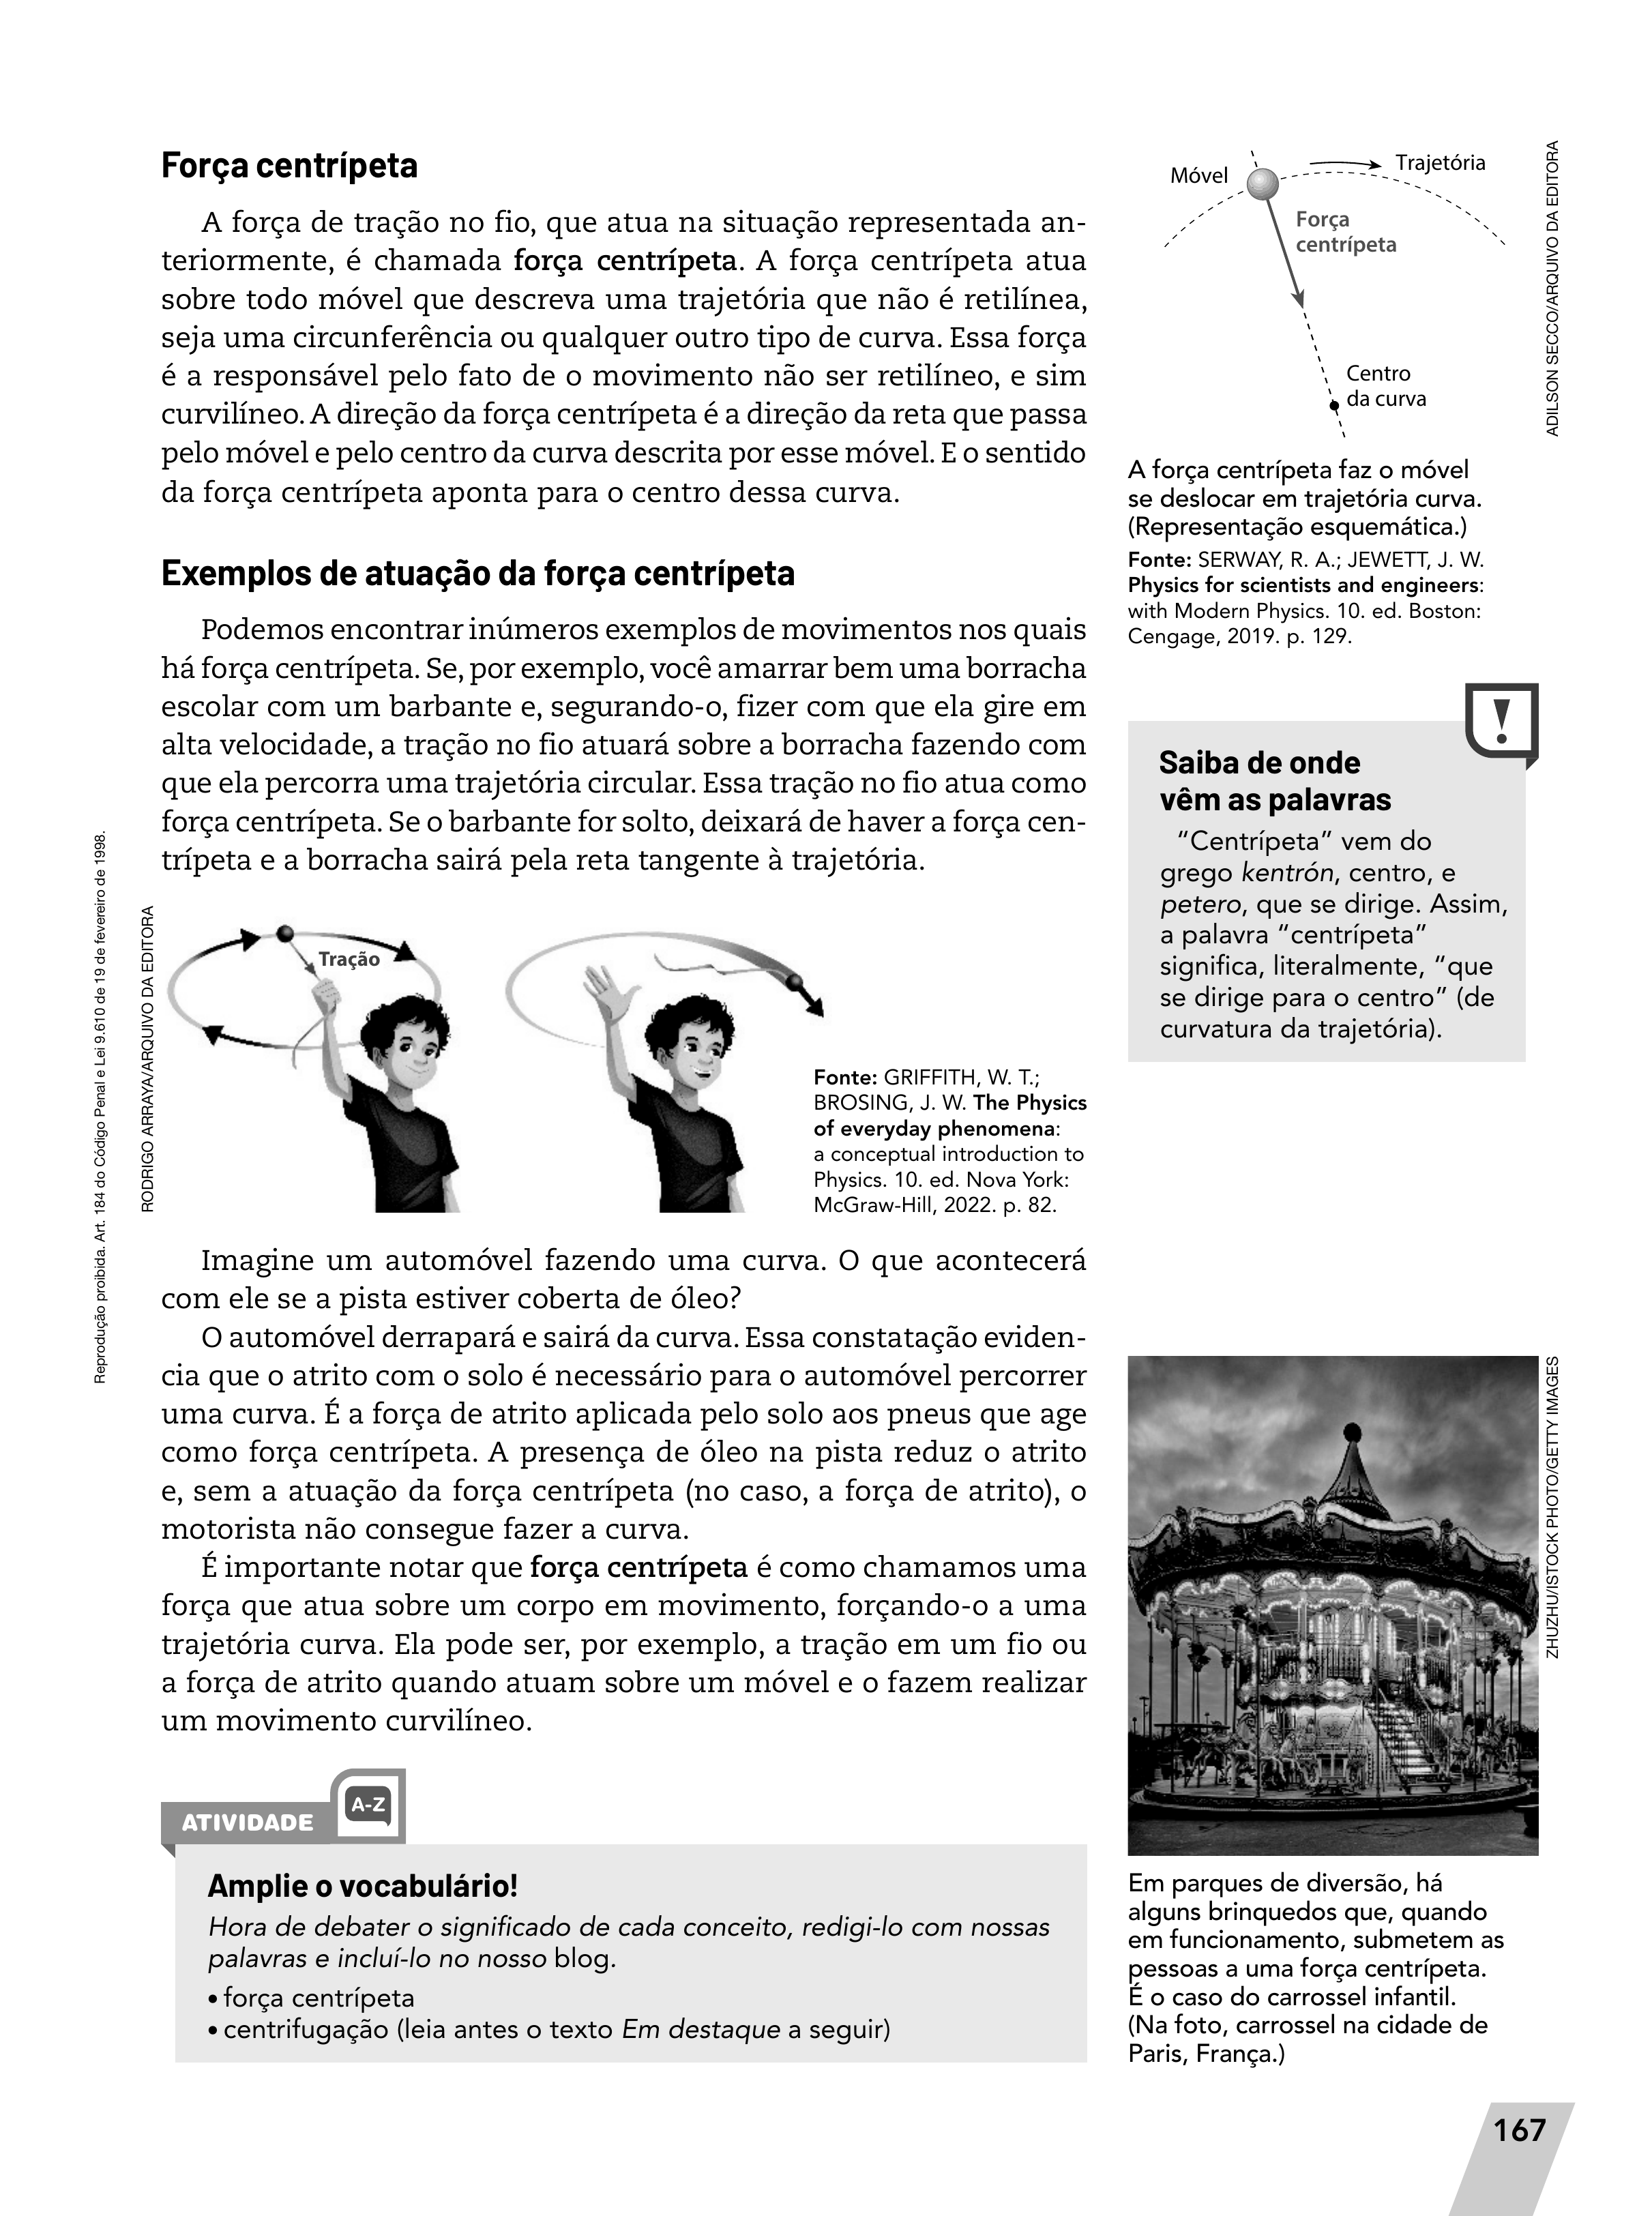 Força centrípeta
A força de tração no fio, que atua na situação representada an-
teriormente, é chamada força centrípeta. A força centrípeta atua
sobre todo móvel que descreva uma trajetória que não é retilínea,
seja uma circunferência ou qualquer outro tipo de curva. Essa força
é a responsável pelo fato de o movimento não ser retilíneo, e sim
curvilíneo. A direção da força centrípeta é a direção da reta que passa
pelo móvel e pelo centro da curva descrita por esse móvel. E o sentido
da força centrípeta aponta para o centro dessa curva.
Exemplos de atuação da força centrípeta
Podemos encontrar inúmeros exemplos de movimentos nos quais
há força centrípeta. Se, por exemplo, você amarrar bem uma borracha
escolar com um barbante e, segurando-o, fizer com que ela gire em
alta velocidade, a tração no fio atuará sobre a borracha fazendo com
que ela percorra uma trajetória circular. Essa tração no fio atua como
força centrípeta. Se o barbante for solto, deixará de haver a força cen-
trípeta e a borracha sairá pela reta tangente à trajetória.
Tração
Fonte: GRIFFITH, W. T.;
BROSING, J. W. The Physics
of everyday phenomena:
a conceptual introduction to
Physics. 10. ed. Nova York:
McGraw-Hill, 2022. p. 82.
RODRIGO ARRAYA/ARQUIVO DA EDITORA
Reprodução proibida. Art. 184 do Código Penal e Lei 9.610 de 19 de fevereiro de 1998.
Imagine um automóvel fazendo uma curva. O que acontecerá
com ele se a pista estiver coberta de óleo?
O automóvel derrapará e sairá da curva. Essa constatação eviden-
cia que o atrito com o solo é necessário para o automóvel percorrer
uma curva. É a força de atrito aplicada pelo solo aos pneus que age
como força centrípeta. A presença de óleo na pista reduz o atrito
e, sem a atuação da força centrípeta (no caso, a força de atrito), o
motorista não consegue fazer a curva.
É importante notar que força centrípeta é como chamamos uma
força que atua sobre um corpo em movimento, forçando-o a uma
trajetória curva. Ela pode ser, por exemplo, a tração em um fio ou
a força de atrito quando atuam sobre um móvel e o fazem realizar
um movimento curvilíneo.
ATIVIDADE
A-Z
Amplie o vocabulário!
Hora de debater o significado de cada conceito, redigi-lo com nossas
palavras e incluí-lo no nosso blog.
• força centrípeta
• centrifugação (leia antes o texto Em destaque a seguir)
Móvel
Trajetória
Força
centrípeta
Centro
da curva
ADILSON SECCO/ARQUIVO DA EDITORA
A força centrípeta faz o móvel
se deslocar em trajetória curva.
(Representação esquemática.)
Fonte: SERWAY, R. A.; JEWETT, J. W.
Physics for scientists and engineers:
with Modern Physics. 10. ed. Boston:
Cengage, 2019. p. 129.
!
Saiba de onde
vêm as palavras
“Centrípeta” vem do
grego kentrón, centro, e
petero, que se dirige. Assim,
a palavra “centrípeta”
significa, literalmente, “que
se dirige para o centro” (de
curvatura da trajetória).
ZHUZHU/ISTOCK PHOTO/GETTY IMAGES
Em parques de diversão, há
alguns brinquedos que, quando
em funcionamento, submetem as
pessoas a uma força centrípeta.
É o caso do carrossel infantil.
(Na foto, carrossel na cidade de
Paris, França.)
167